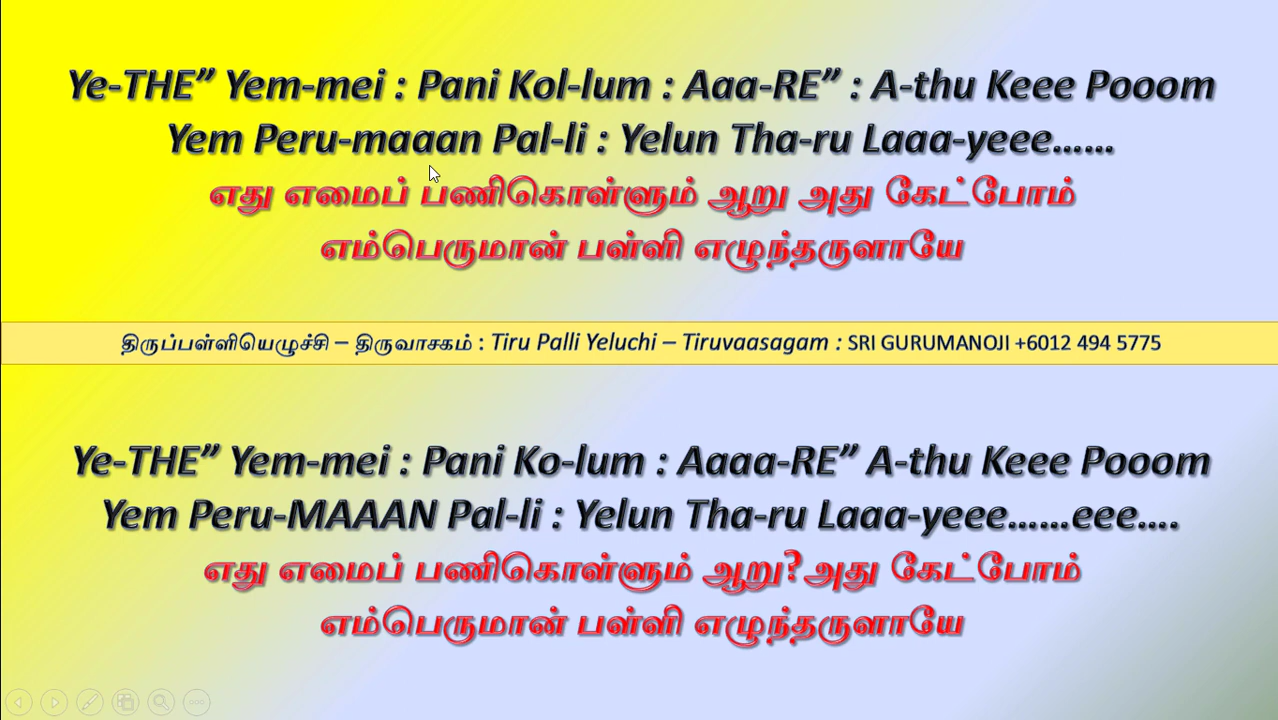 Ye-THE” Yem-mei : Pani Kol-lum : Aaa-RE” : A-thu Keee Pooom
Yem Peru-maaan Pal-li : Yelun Tha-ru Laaa-yeee……
எது எமைப் பணிகொள்ளும் ஆறு அது கேட்போம்
எம்பெருமான் பள்ளி எழுந்தருளாயே
திருப்பள்ளியெழுச்சி – திருவாசகம் : Tiru Palli Yeluchi – Tiruvaasagam : SRI GURUMANOJI +6012 494 5775
Ye-THE” Yem-mei : Pani Ko-lum : Aaaa-RE” A-thu Keee Pooom
Yem Peru-MAAAN Pal-li : Yelun Tha-ru Laaa-yeee……eee….
எது எமைப் பணிகொள்ளும் ஆறு?அது கேட்போம்
எம்பெருமான் பள்ளி எழுந்தருளாயே